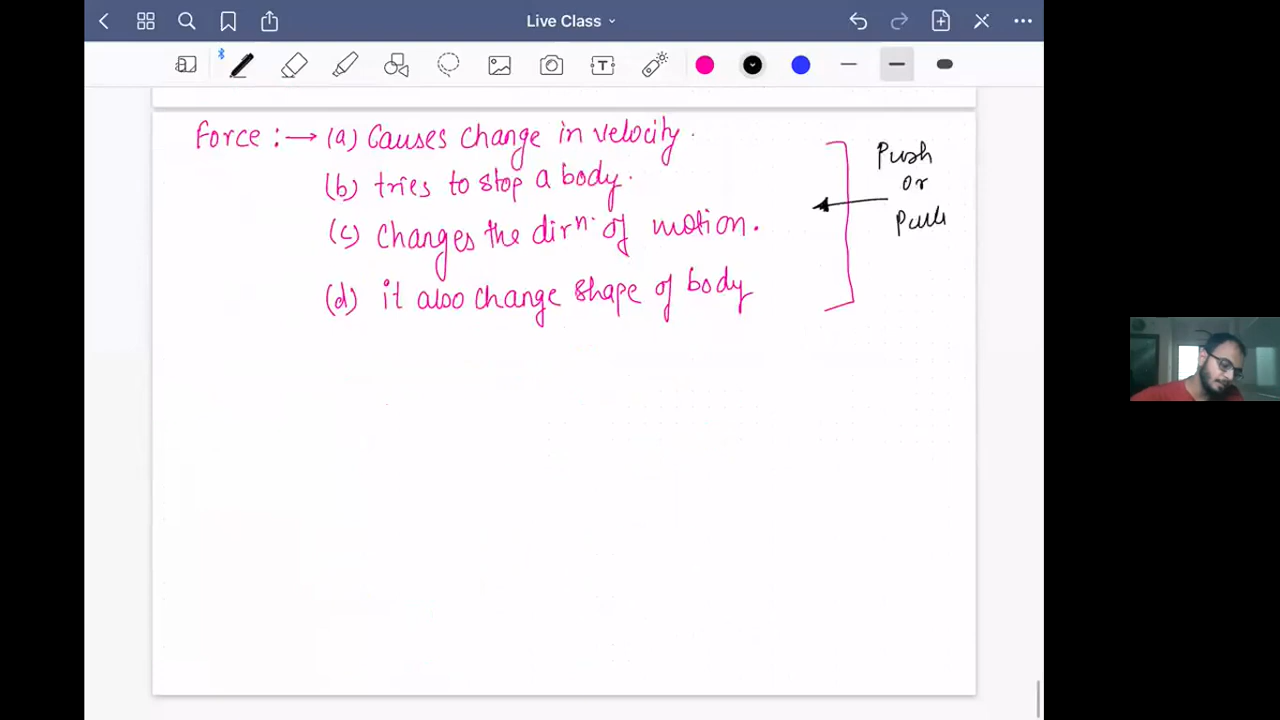 Live Class
Force :→ (a) Causes change in velocity.
(b) tries to stop a body.
(c) Changes the dirn. of motion.
(d) it also change shape of body
Push
or
Pull